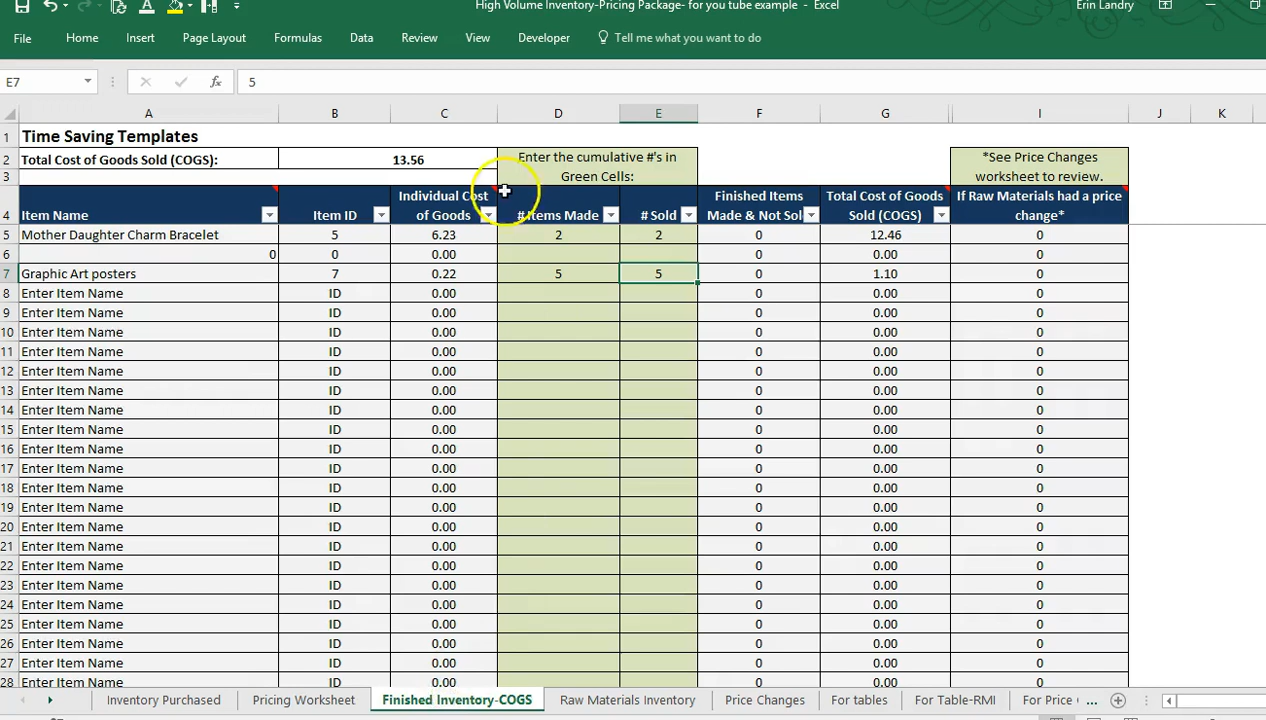 High Volume Inventory-Pricing Package- for you tube example - Excel
Erin Landry
File Home Insert Page Layout Formulas Data Review View Developer Tell me what you want to do
E7 fx 5
A B C D E F G I J K
1 Time Saving Templates
2 Total Cost of Goods Sold (COGS): 13.56 Enter the cumulative #'s in *See Price Changes
3 Green Cells: worksheet to review.
Individual Cost Finished Items Total Cost of Goods If Raw Materials had a price
4 Item Name Item ID of Goods # Items Made # Sold Made & Not Sol Sold (COGS) change*
5 Mother Daughter Charm Bracelet 5 6.23 2 2 0 12.46 0
6 0 0 0.00 0 0.00 0
7 Graphic Art posters 7 0.22 5 5 0 1.10 0
8 Enter Item Name ID 0.00 0 0.00 0
9 Enter Item Name ID 0.00 0 0.00 0
10 Enter Item Name ID 0.00 0 0.00 0
11 Enter Item Name ID 0.00 0 0.00 0
12 Enter Item Name ID 0.00 0 0.00 0
13 Enter Item Name ID 0.00 0 0.00 0
14 Enter Item Name ID 0.00 0 0.00 0
15 Enter Item Name ID 0.00 0 0.00 0
16 Enter Item Name ID 0.00 0 0.00 0
17 Enter Item Name ID 0.00 0 0.00 0
18 Enter Item Name ID 0.00 0 0.00 0
19 Enter Item Name ID 0.00 0 0.00 0
20 Enter Item Name ID 0.00 0 0.00 0
21 Enter Item Name ID 0.00 0 0.00 0
22 Enter Item Name ID 0.00 0 0.00 0
23 Enter Item Name ID 0.00 0 0.00 0
24 Enter Item Name ID 0.00 0 0.00 0
25 Enter Item Name ID 0.00 0 0.00 0
26 Enter Item Name ID 0.00 0 0.00 0
27 Enter Item Name ID 0.00 0 0.00 0
28 Enter Item Name ID 0.00 0 0.00 0
Inventory Purchased Pricing Worksheet Finished Inventory-COGS Raw Materials Inventory Price Changes For tables For Table-RMI For Price ...